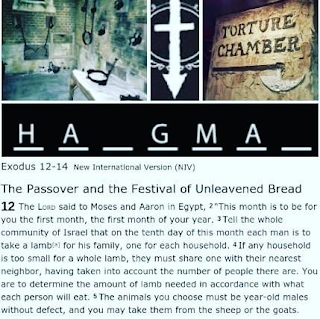 TORTURE
CHAMBER
H A _ G M A _
Exodus 12-14 New International Version (NIV)
The Passover and the Festival of Unleavened Bread
12 The LORD said to Moses and Aaron in Egypt, 2 "This month is to be for
you the first month, the first month of your year. 3 Tell the whole
community of Israel that on the tenth day of this month each man is to
take a lamb[a] for his family, one for each household. 4 If any household
is too small for a whole lamb, they must share one with their nearest
neighbor, having taken into account the number of people there are. You
are to determine the amount of lamb needed in accordance with what
each person will eat. 5 The animals you choose must be year-old males
without defect, and you may take them from the sheep or the goats.